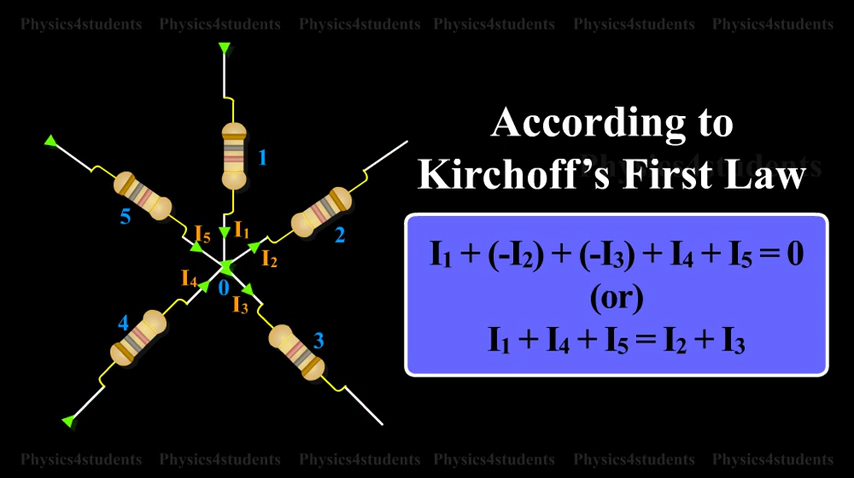 Physics4students Physics4students Physics4students Physics4students Physics4students Physics4students
According to
Kirchoff's First Law
Physics4students
I₁ + (-I₂) + (-I₃) + I₄ + I₅ = 0
(or)
I₁ + I₄ + I₅ = I₂ + I₃
1
5
2
I₅
I₁
I₂
I₄
0
I₃
4
3
Physics4students Physics4students Physics4students Physics4students Physics4students Physics4students